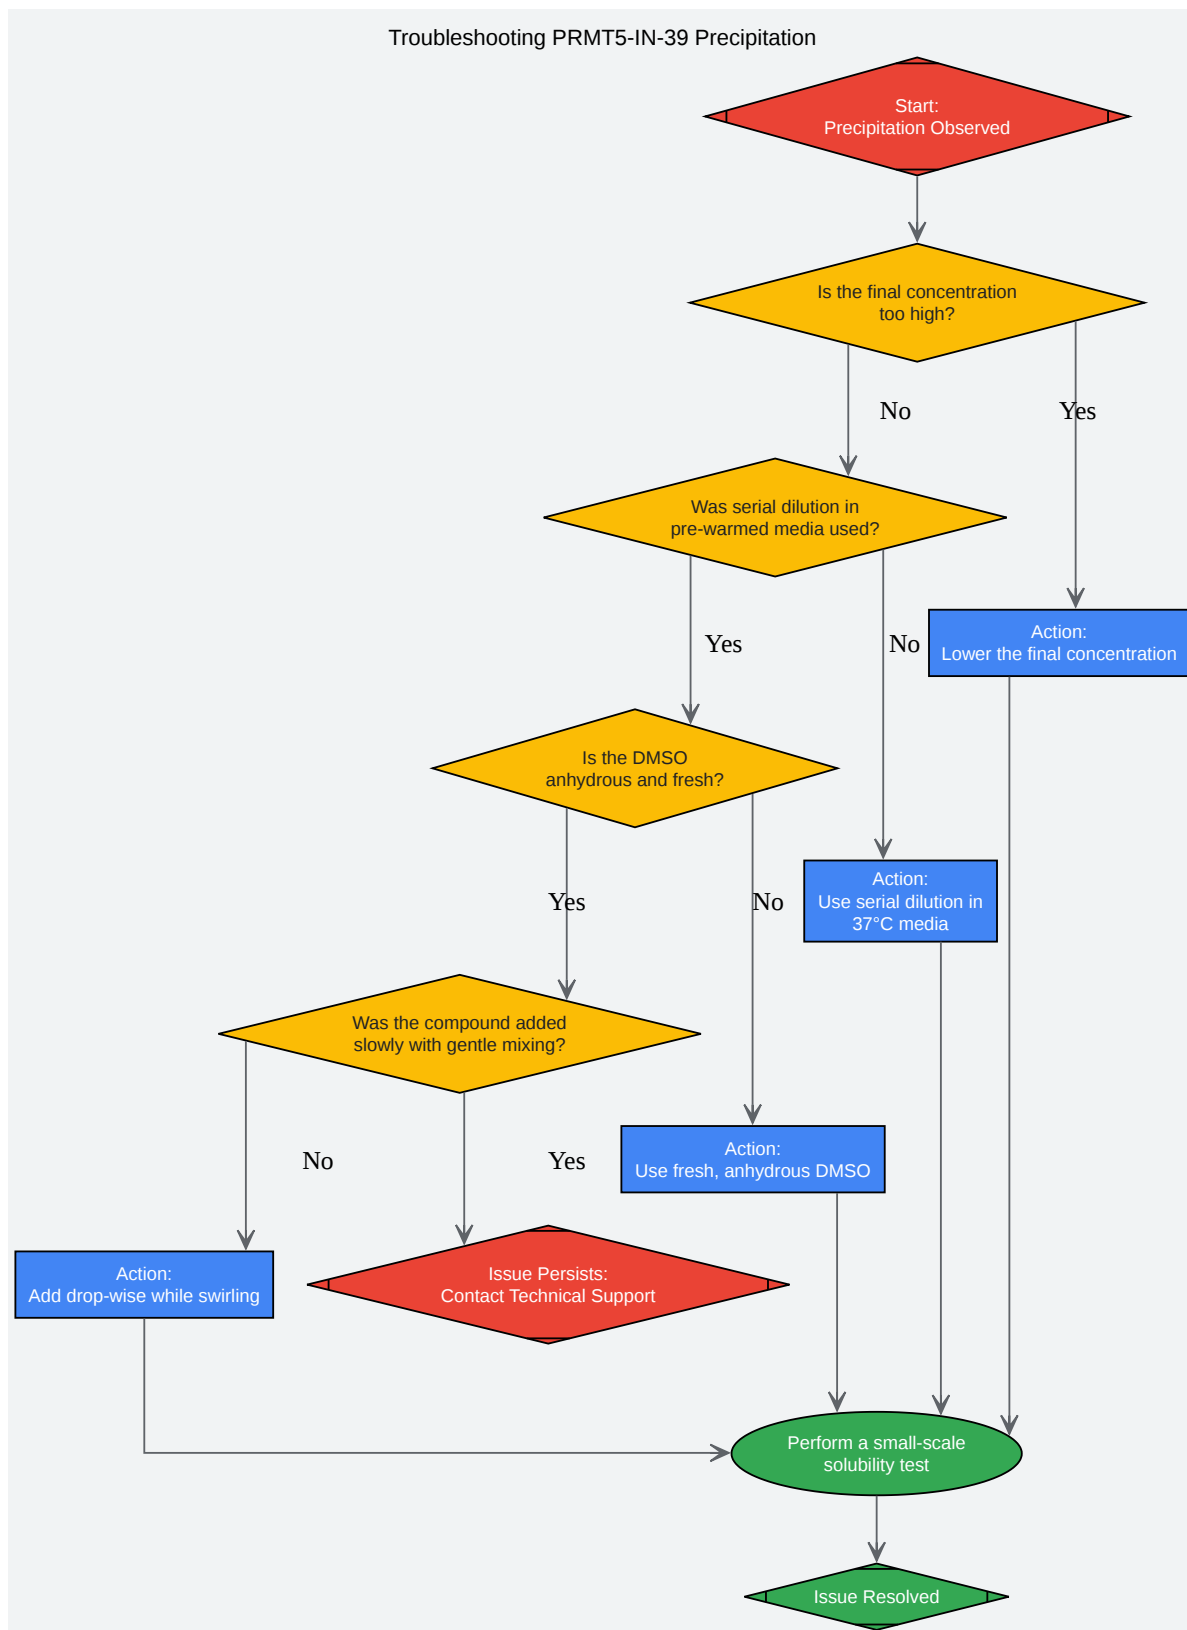 Troubleshooting PRMT5-IN-39 Precipitation
Start:
Precipitation Observed
Is the final concentration
too high?
No
Yes
Was serial dilution in
pre-warmed media used?
Yes
No
Action:
Lower the final concentration
Is the DMSO
anhydrous and fresh?
Yes
No
Action:
Use serial dilution in
37°C media
Was the compound added
slowly with gentle mixing?
No
Yes
Action:
Use fresh, anhydrous DMSO
Action:
Add drop-wise while swirling
Issue Persists:
Contact Technical Support
Perform a small-scale
solubility test
Issue Resolved